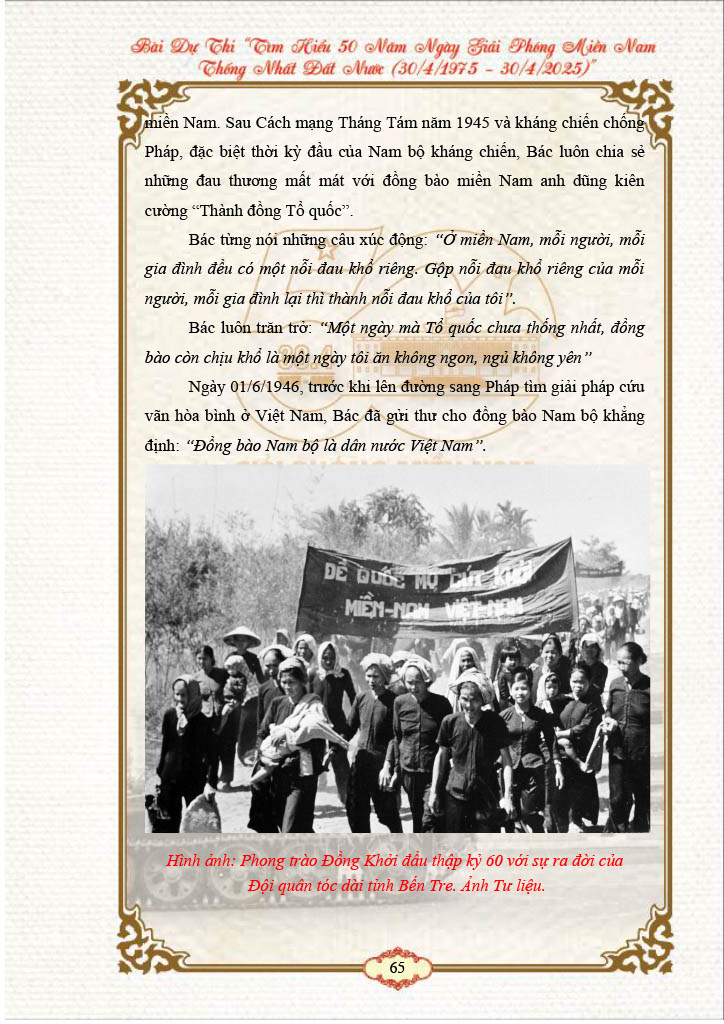 Bài Dự Thi “Tìm Hiểu 50 Năm Ngày Giải Phóng Miền Nam
Thống Nhất Đất Nước (30/4/1975 – 30/4/2025)”
miền Nam. Sau Cách mạng Tháng Tám năm 1945 và kháng chiến chống
Pháp, đặc biệt thời kỳ đầu của Nam bộ kháng chiến, Bác luôn chia sẻ
những đau thương mất mát với đồng bào miền Nam anh dũng kiên
cường “Thành đồng Tổ quốc”.
Bác từng nói những câu xúc động: “Ở miền Nam, mỗi người, mỗi
gia đình đều có một nỗi đau khổ riêng. Gộp nỗi đau khổ riêng của mỗi
người, mỗi gia đình lại thì thành nỗi đau khổ của tôi”.
Bác luôn trăn trở: “Một ngày mà Tổ quốc chưa thống nhất, đồng
bào còn chịu khổ là một ngày tôi ăn không ngon, ngủ không yên”
Ngày 01/6/1946, trước khi lên đường sang Pháp tìm giải pháp cứu
vãn hòa bình ở Việt Nam, Bác đã gửi thư cho đồng bào Nam bộ khẳng
định: “Đồng bào Nam bộ là dân nước Việt Nam”.
ĐẾ QUỐC MỸ CÚT KHỎI
MIỀN-NAM VIỆT-NAM
Hình ảnh: Phong trào Đồng Khởi đầu thập kỷ 60 với sự ra đời của
Đội quân tóc dài tỉnh Bến Tre. Ảnh Tư liệu.
65